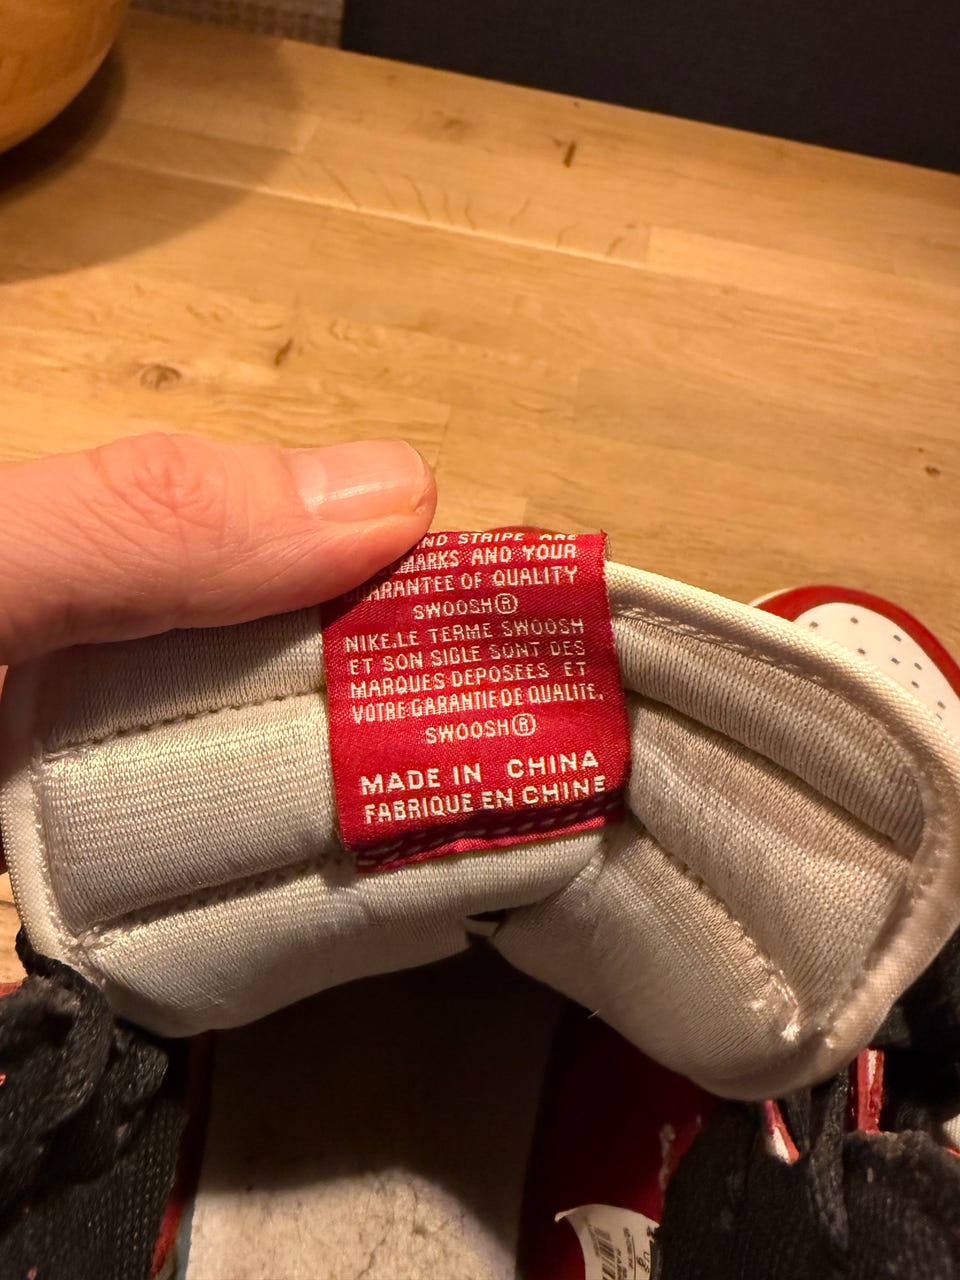 AND STRIPE ARE
MARKS AND YOUR
GUARANTEE OF QUALITY
SWOOSH®
NIKE.LE TERME SWOOSH
ET SON SIGLE SONT DES
MARQUES DEPOSEES ET
VOTRE GARANTIE DE QUALITE.
SWOOSH®
MADE IN CHINA
FABRIQUE EN CHINE